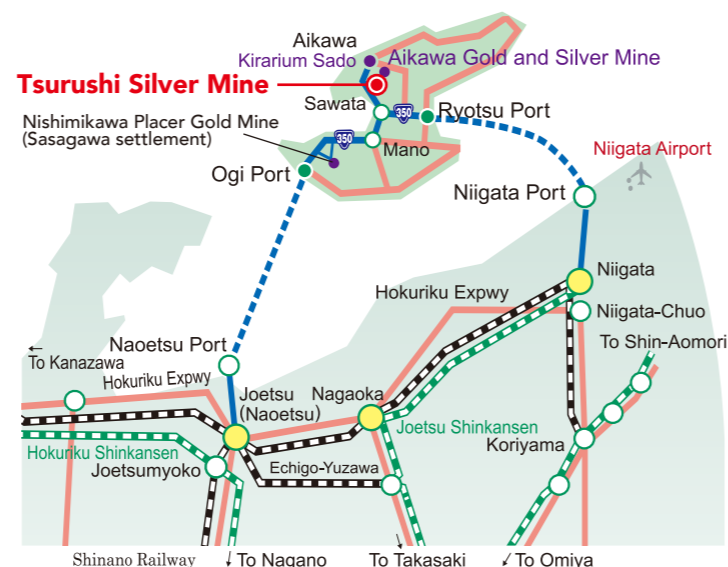 Aikawa
Kirarium Sado
Aikawa Gold and Silver Mine
Tsurushi Silver Mine
Sawata
350
Ryotsu Port
Nishimikawa Placer Gold Mine
(Sasagawa settlement)
350
Mano
Ogi Port
Niigata Airport
Niigata Port
Niigata
Hokuriku Expwy
Niigata-Chuo
Naoetsu Port
To Shin-Aomori
←
To Kanazawa
Hokuriku Expwy
Joetsu
(Naoetsu)
Nagaoka
Joetsu Shinkansen
Koriyama
Hokuriku Shinkansen
Joetsumyoko
Echigo-Yuzawa
Shinano Railway
↓ To Nagano
↓ To Takasaki
↙ To Omiya